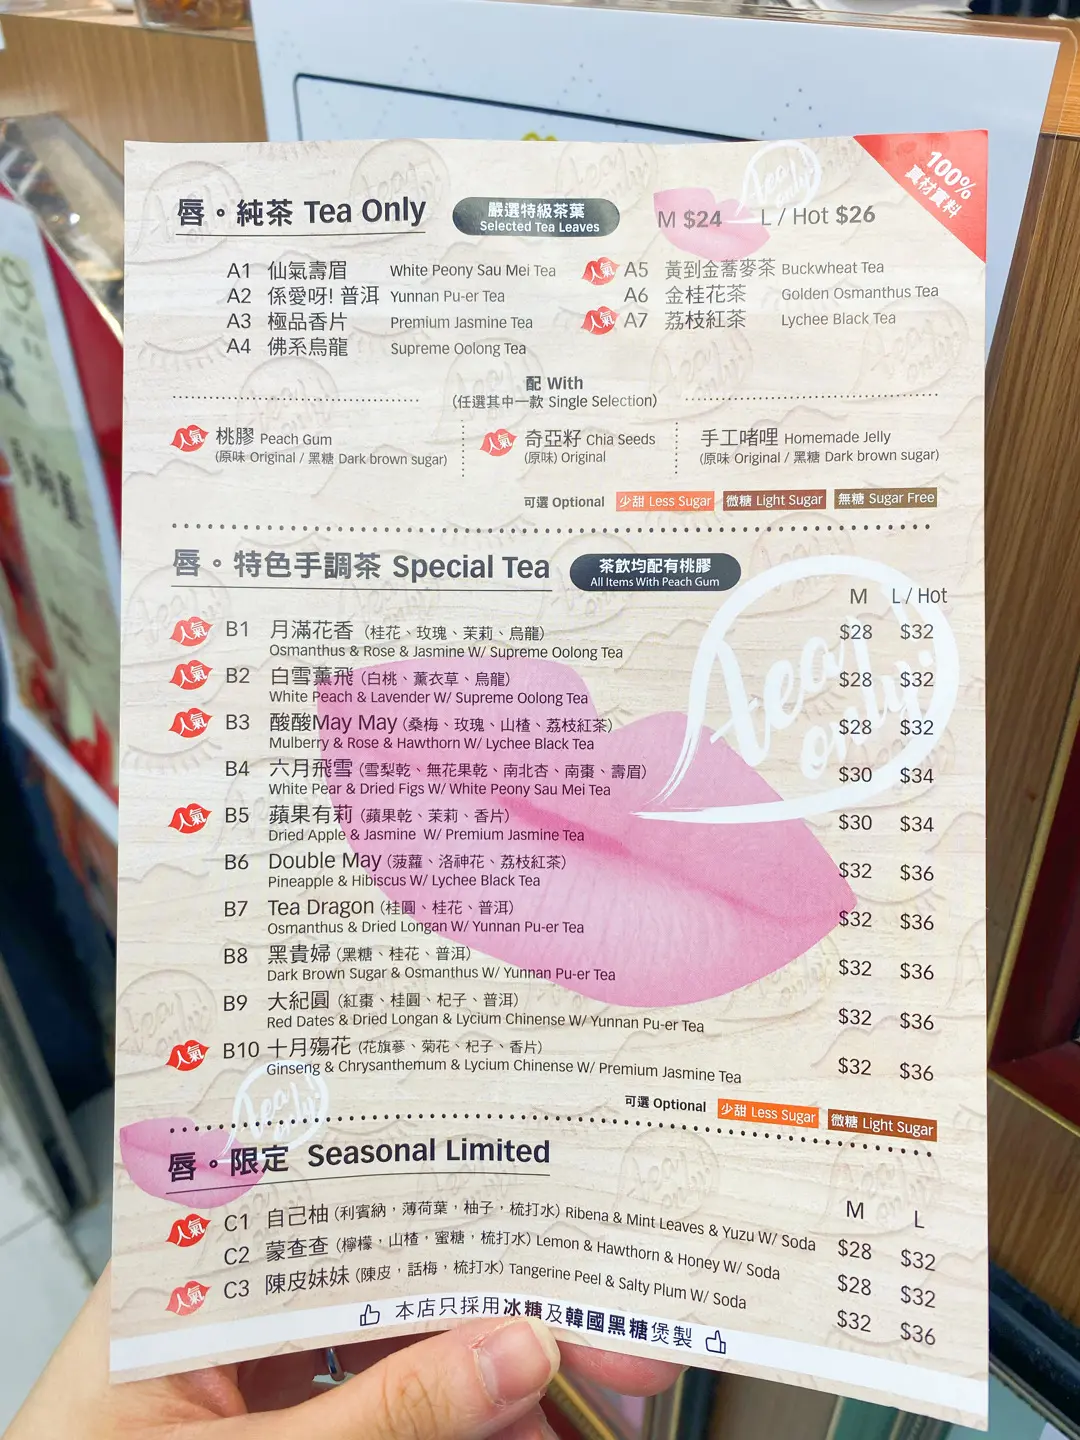 100%
真材實料
唇。純茶 Tea Only
嚴選特級茶葉
Selected Tea Leaves
M $24 L / Hot $26
tea only!
A1 仙氣壽眉 White Peony Sau Mei Tea
A2 係愛呀! 普洱 Yunnan Pu-er Tea
A3 極品香片 Premium Jasmine Tea
A4 佛系烏龍 Supreme Oolong Tea
人氣 A5 黃到金蕎麥茶 Buckwheat Tea
A6 金桂花茶 Golden Osmanthus Tea
人氣 A7 荔枝紅茶 Lychee Black Tea
配 With
(任選其中一款 Single Selection)
人氣 桃膠 Peach Gum
(原味 Original / 黑糖 Dark brown sugar)
人氣 奇亞籽 Chia Seeds
(原味) Original
手工啫哩 Homemade Jelly
(原味 Original / 黑糖 Dark brown sugar)
可選 Optional 少甜 Less Sugar 微糖 Light Sugar 無糖 Sugar Free
唇。特色手調茶 Special Tea
茶飲均配有桃膠
All Items With Peach Gum
M L / Hot
人氣 B1 月滿花香 (桂花、玫瑰、茉莉、烏龍) $28 $32
Osmanthus & Rose & Jasmine W/ Supreme Oolong Tea
人氣 B2 白雪薰飛 (白桃、薰衣草、烏龍) $28 $32
White Peach & Lavender W/ Supreme Oolong Tea
人氣 B3 酸酸May May (桑梅、玫瑰、山楂、荔枝紅茶) $28 $32
Mulberry & Rose & Hawthorn W/ Lychee Black Tea
B4 六月飛雪 (雪梨乾、無花果乾、南北杏、南棗、壽眉) $30 $34
White Pear & Dried Figs W/ White Peony Sau Mei Tea
人氣 B5 蘋果有莉 (蘋果乾、茉莉、香片) $30 $34
Dried Apple & Jasmine W/ Premium Jasmine Tea
B6 Double May (菠蘿、洛神花、荔枝紅茶) $32 $36
Pineapple & Hibiscus W/ Lychee Black Tea
B7 Tea Dragon (桂圓、桂花、普洱) $32 $36
Osmanthus & Dried Longan W/ Yunnan Pu-er Tea
B8 黑貴婦 (黑糖、桂花、普洱) $32 $36
Dark Brown Sugar & Osmanthus W/ Yunnan Pu-er Tea
B9 大紀圓 (紅棗、桂圓、杞子、普洱) $32 $36
Red Dates & Dried Longan & Lycium Chinense W/ Yunnan Pu-er Tea
人氣 B10 十月殤花 (花旗蔘、菊花、杞子、香片) $32 $36
Ginseng & Chrysanthemum & Lycium Chinense W/ Premium Jasmine Tea
tea only!
可選 Optional 少甜 Less Sugar 微糖 Light Sugar
tea only!
唇。限定 Seasonal Limited
M L
人氣 C1 自己柚 (利賓納，薄荷葉，柚子，梳打水) Ribena & Mint Leaves & Yuzu W/ Soda $28 $32
C2 蒙查查 (檸檬，山楂，蜜糖，梳打水) Lemon & Hawthorn & Honey W/ Soda $28 $32
人氣 C3 陳皮妹妹 (陳皮，話梅，梳打水) Tangerine Peel & Salty Plum W/ Soda $32 $36
本店只採用冰糖及韓國黑糖煲製